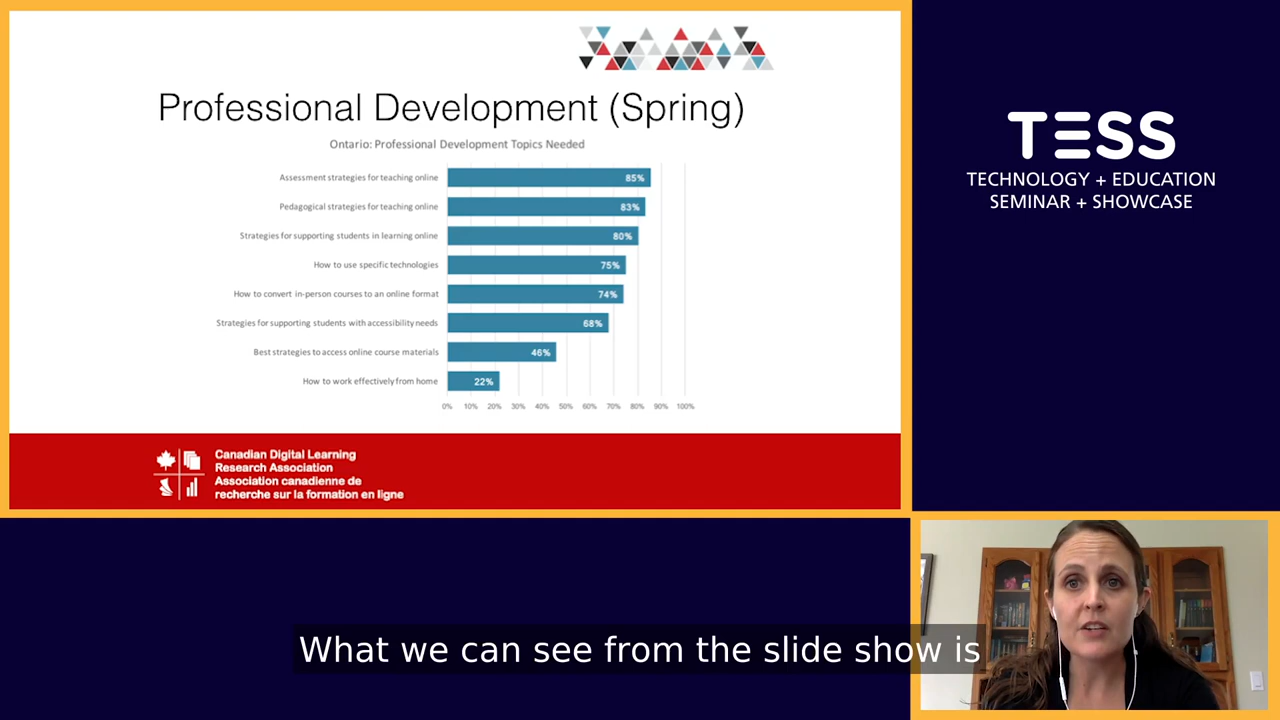 Professional Development (Spring)
Ontario: Professional Development Topics Needed
Assessment strategies for teaching online 85%
Pedagogical strategies for teaching online 83%
Strategies for supporting students in learning online 80%
How to use specific technologies 75%
How to convert in-person courses to an online format 74%
Strategies for supporting students with accessibility needs 68%
Best strategies to access online course materials 46%
How to work effectively from home 22%
0% 10% 20% 30% 40% 50% 60% 70% 80% 90% 100%
Canadian Digital Learning
Research Association
Association canadienne de
recherche sur la formation en ligne
TESS
TECHNOLOGY + EDUCATION
SEMINAR + SHOWCASE
What we can see from the slide show is